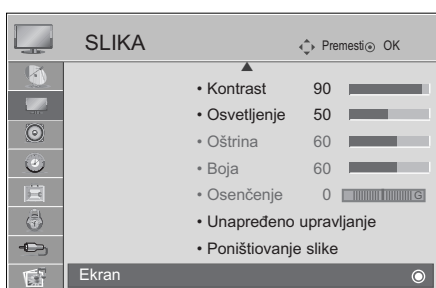 SLIKA Premesti OK
• Kontrast 90
• Osvetljenje 50
• Oštrina 60
• Boja 60
• Osenčenje 0 G
• Unapređeno upravljanje
• Poništiovanje slike
Ekran